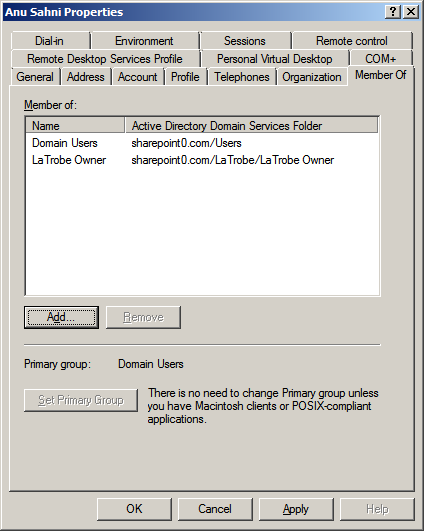 Anu Sahni Properties
Dial-in Environment Sessions Remote control
Remote Desktop Services Profile Personal Virtual Desktop COM+
General Address Account Profile Telephones Organization Member Of
Member of:
Name Active Directory Domain Services Folder
Domain Users sharepoint0.com/Users
LaTrobe Owner sharepoint0.com/LaTrobe/LaTrobe Owner
Add... Remove
Primary group: Domain Users
Set Primary Group
There is no need to change Primary group unless
you have Macintosh clients or POSIX-compliant
applications.
OK Cancel Apply Help